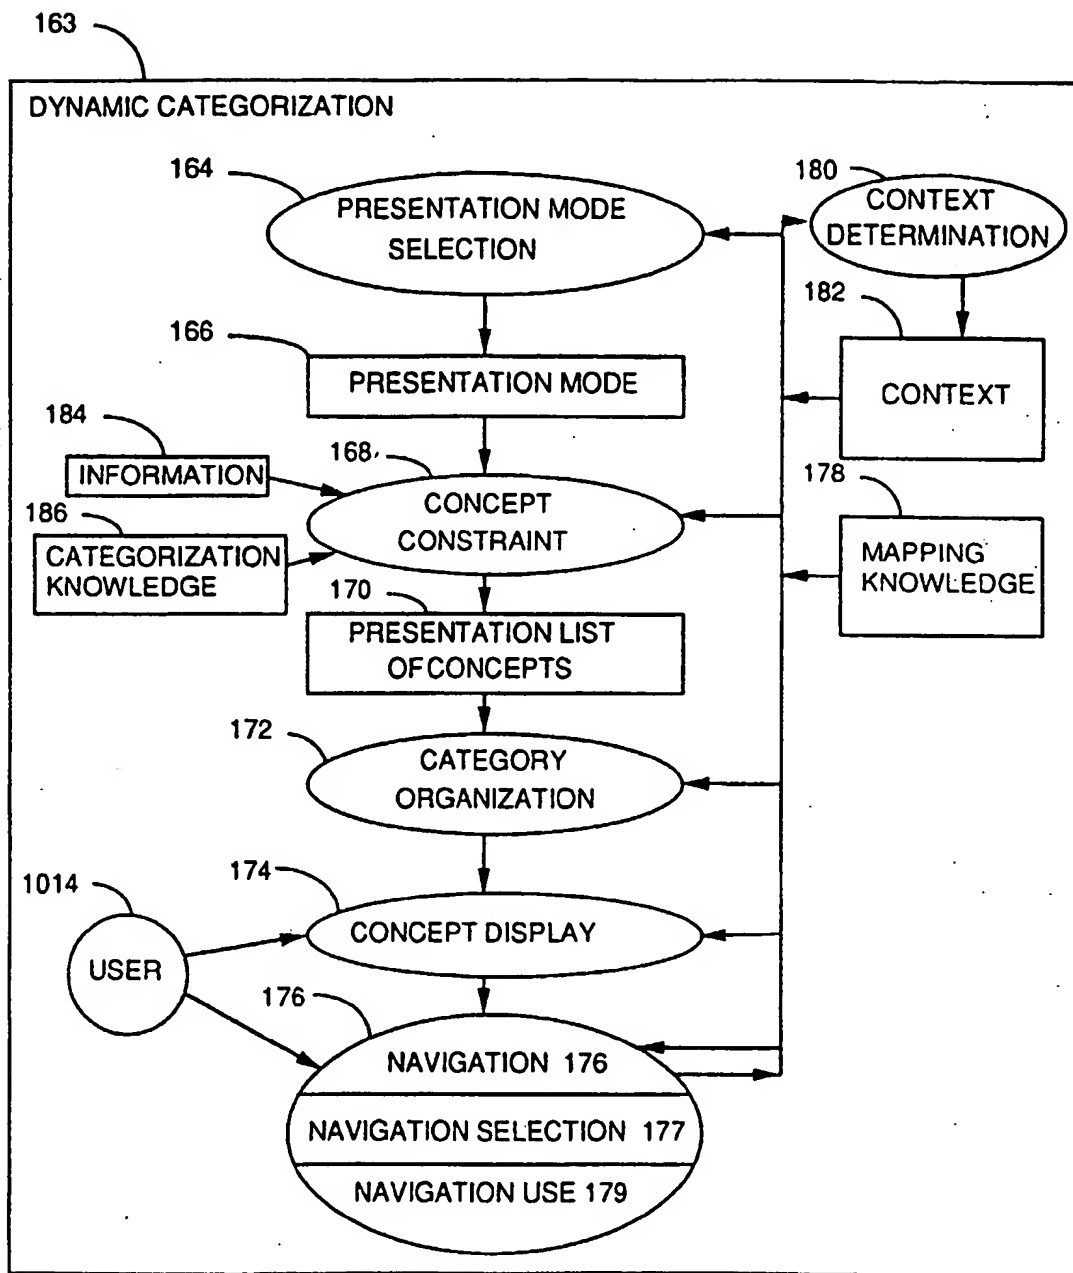 163
DYNAMIC CATEGORIZATION
164
PRESENTATION MODE
SELECTION
180
CONTEXT
DETERMINATION
182
CONTEXT
166
PRESENTATION MODE
184
INFORMATION
168
CONCEPT
CONSTRAINT
178
MAPPING
KNOWLEDGE
186
CATEGORIZATION
KNOWLEDGE
170
PRESENTATION LIST
OF CONCEPTS
172
CATEGORY
ORGANIZATION
1014
USER
174
CONCEPT DISPLAY
176
NAVIGATION 176
NAVIGATION SELECTION 177
NAVIGATION USE 179